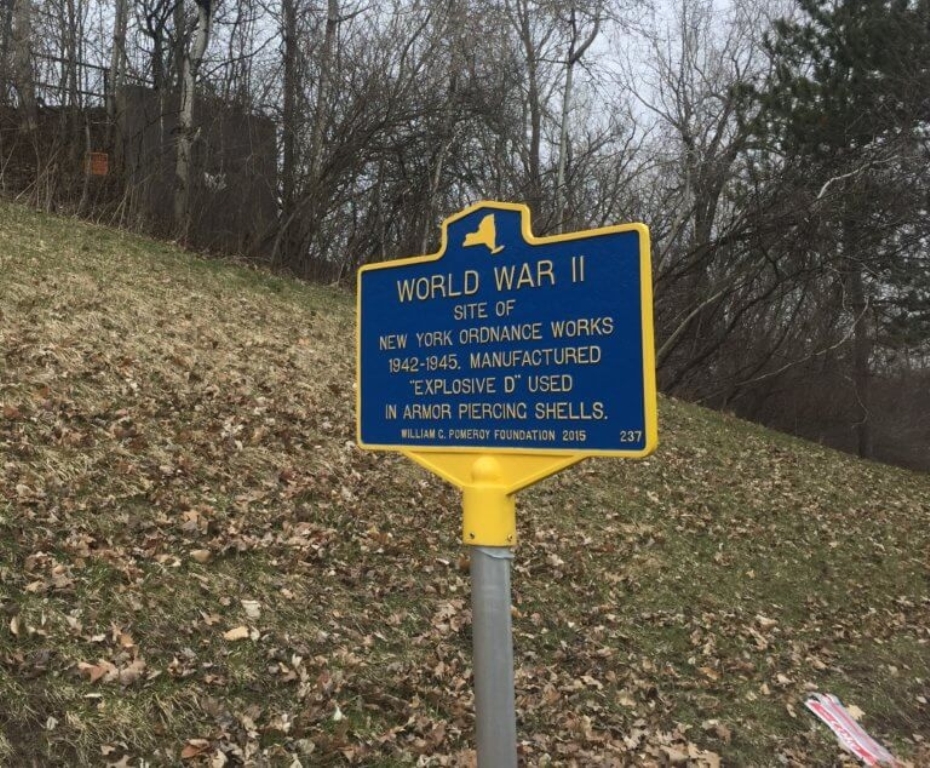 WORLD WAR II
SITE OF
NEW YORK ORDNANCE WORKS
1942-1945. MANUFACTURED
"EXPLOSIVE D" USED
IN ARMOR PIERCING SHELLS.
WILLIAM G. POMEROY FOUNDATION 2015 237